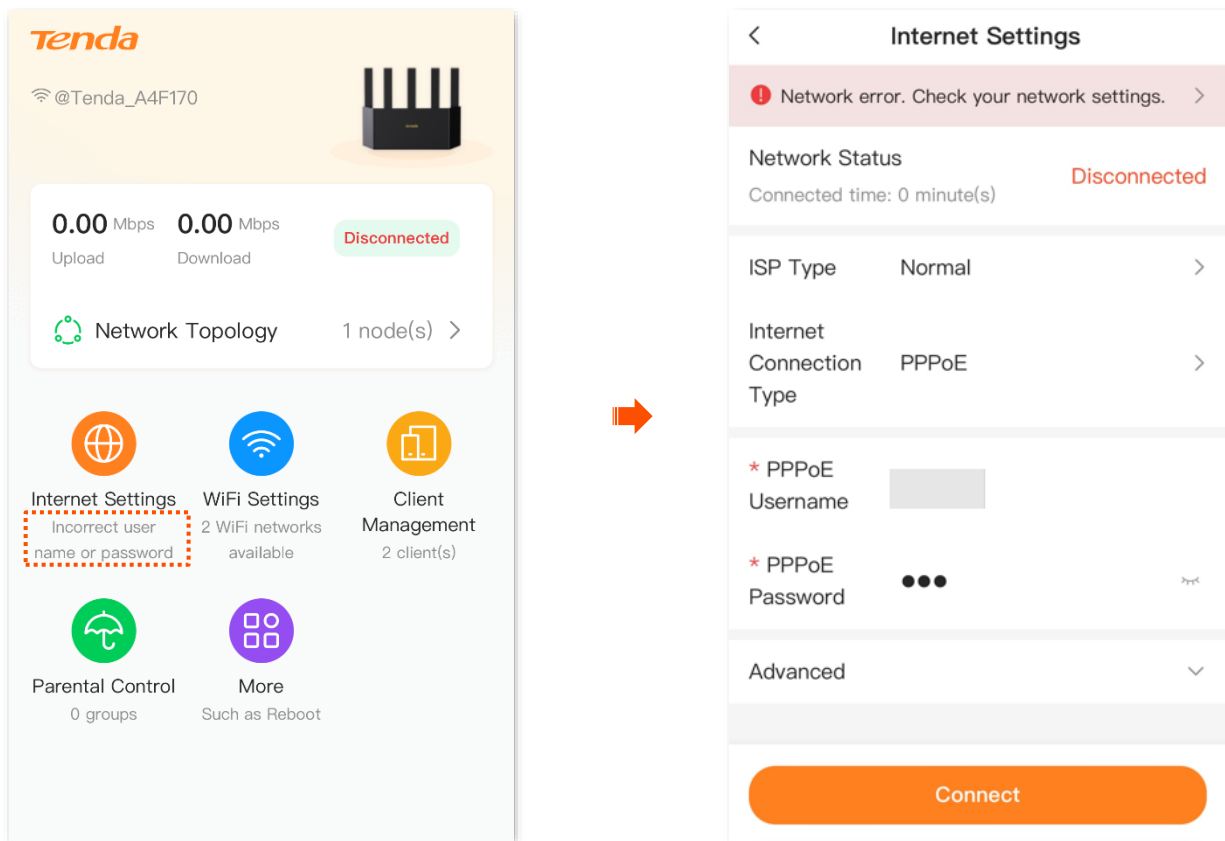 Tenda
@Tenda_A4F170
0.00 Mbps 0.00 Mbps
Upload Download
Disconnected
Network Topology 1 node(s)
Internet Settings
Incorrect user
name or password
WiFi Settings
2 WiFi networks
available
Client
Management
2 client(s)
Parental Control
0 groups
More
Such as Reboot
Internet Settings
Network error. Check your network settings.
Network Status
Connected time: 0 minute(s)
Disconnected
ISP Type Normal
Internet
Connection
Type
PPPoE
* PPPoE
Username
* PPPoE
Password
●●●
Advanced
Connect